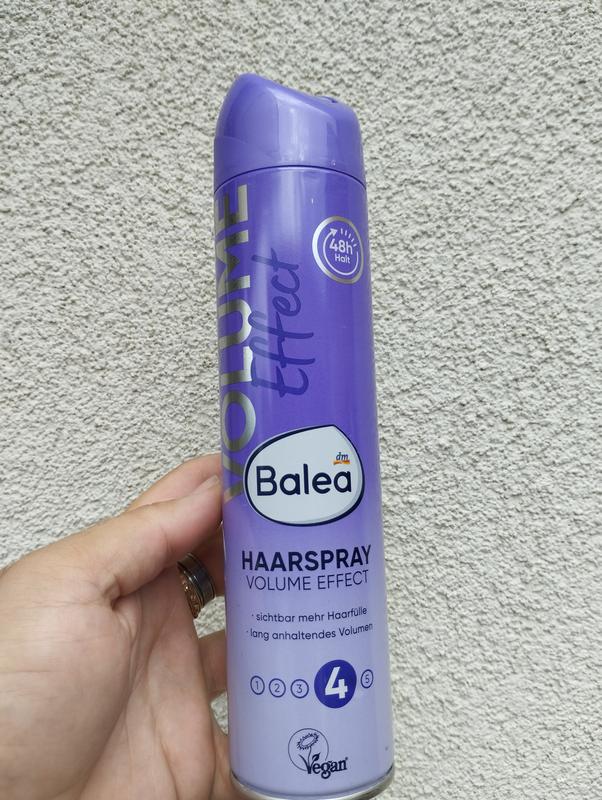 VOLUME
Effect
48h
Halt
dm
Balea
HAARSPRAY
VOLUME EFFECT
· sichtbar mehr Haarfülle
· lang anhaltendes Volumen
1 2 3 4 5
Vegan